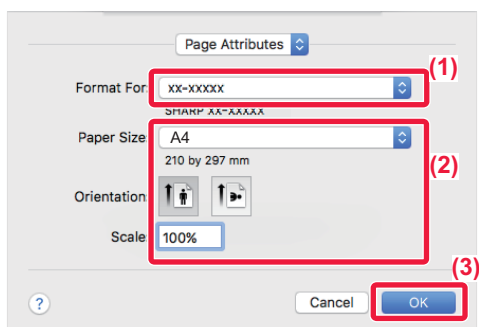 Page Attributes
(1)
Format For: xx-xxxxx
SHARP xx-xxxxx
Paper Size: A4
210 by 297 mm
(2)
Orientation:
Scale: 100%
(3)
? Cancel OK